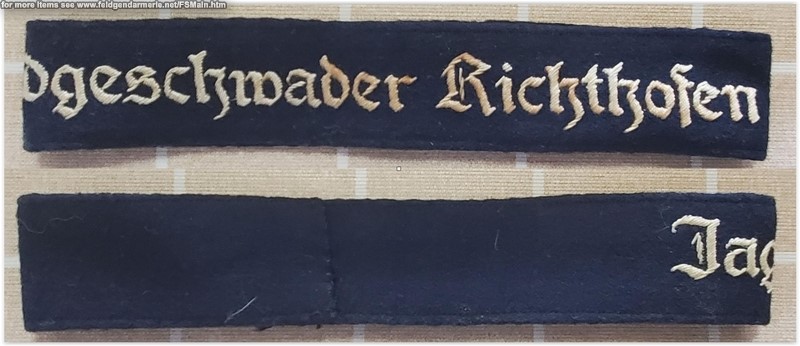 for more items see www.feldgendarmerie.net/FSMain.htm
dgeschwader Richthofen
Jag